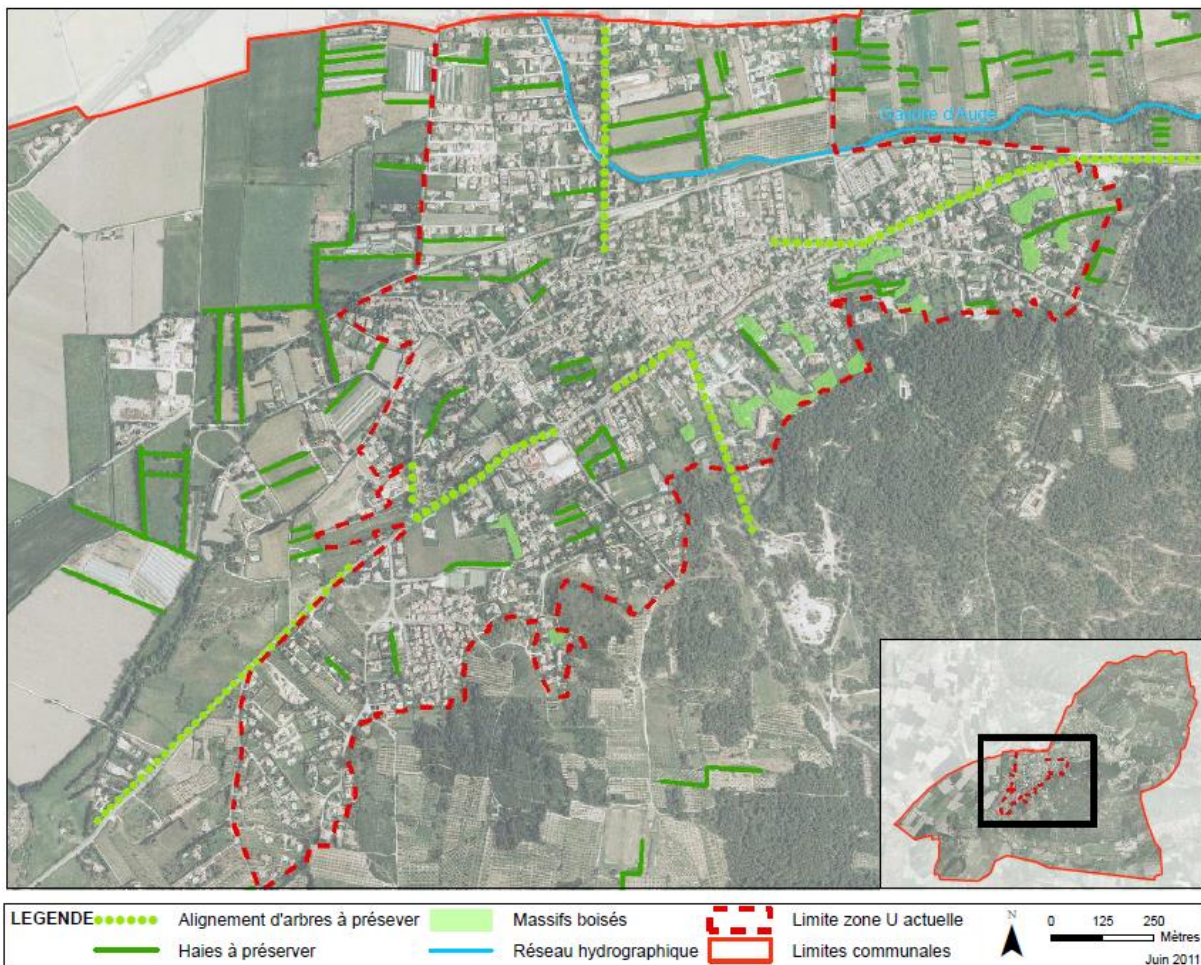 Gaudre d'Auge
LEGENDE
Alignement d'arbres à présever
Massifs boisés
Limite zone U actuelle
Haies à préserver
Réseau hydrographique
Limites communales
N
0 125 250
Mètres
Juin 2011